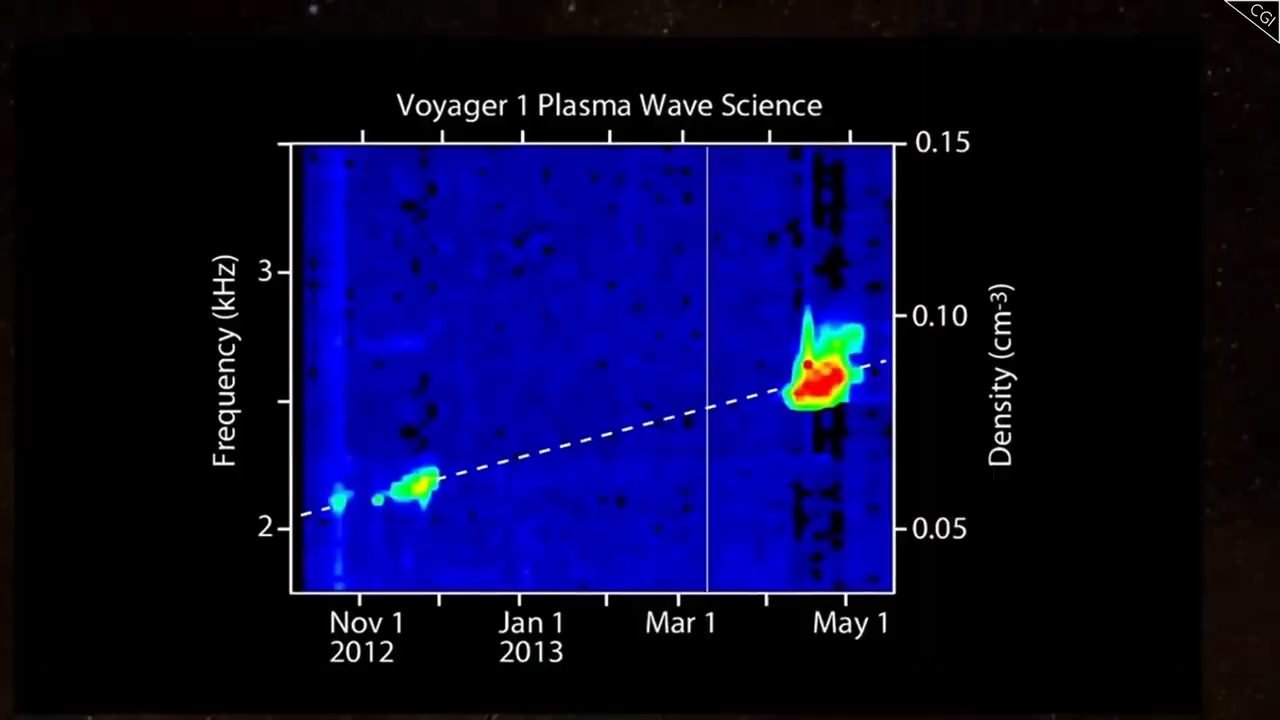 CGI
Voyager 1 Plasma Wave Science
0.15
3
0.10
Frequency (kHz)
Density (cm-3)
2
0.05
Nov 1
2012
Jan 1
2013
Mar 1
May 1